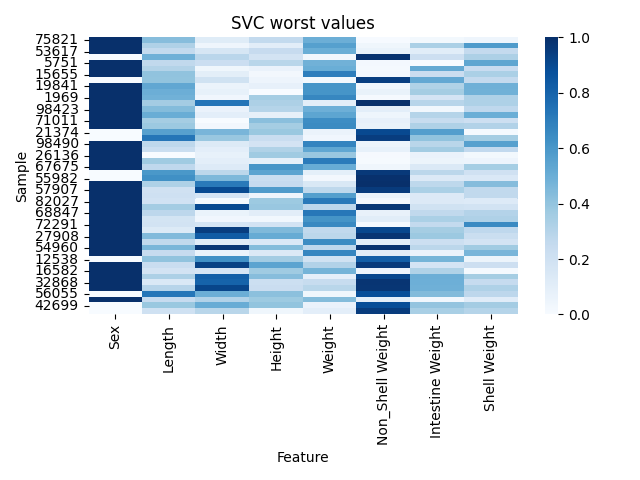 SVC worst values
75821
53617
5751
15655
19841
1969
98423
71011
21374
98490
26136
67675
55982
57907
82027
68847
72291
27908
54960
12538
16582
32868
56055
42699
Sample
Sex
Length
Width
Height
Weight
Non_Shell Weight
Intestine Weight
Shell Weight
Feature
1.0
0.8
0.6
0.4
0.2
0.0